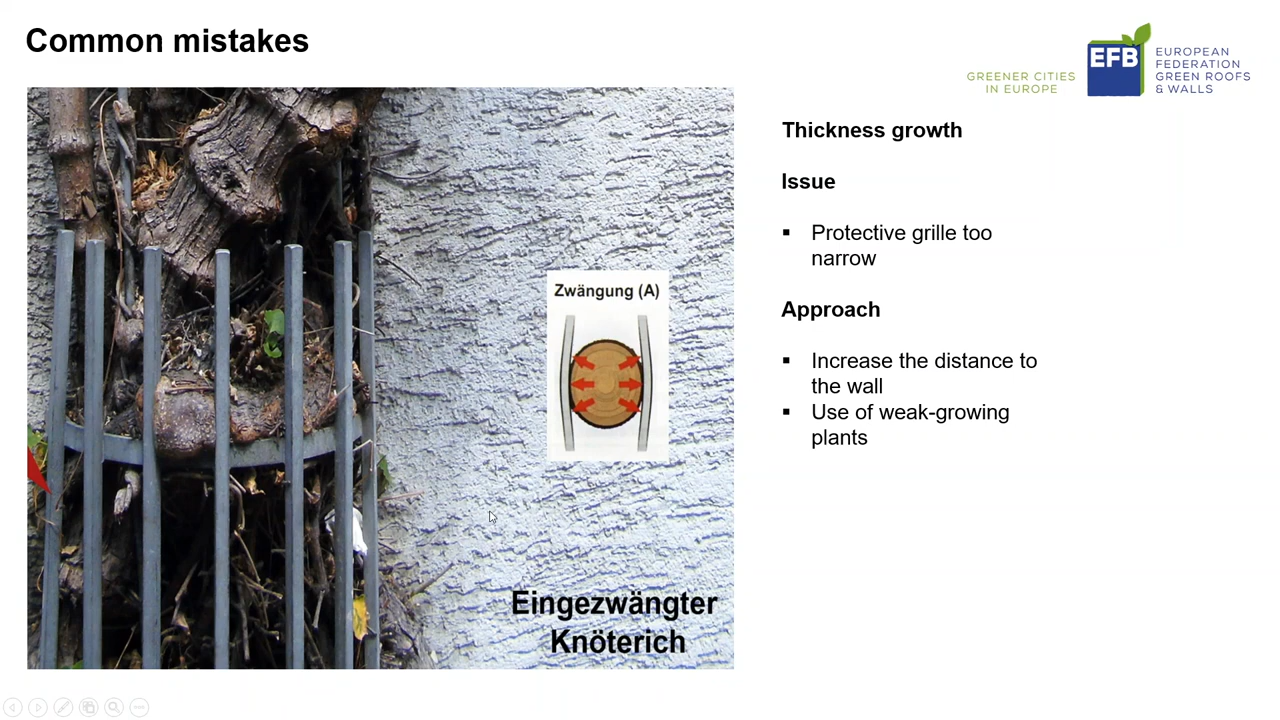 Common mistakes
GREENER CITIES
IN EUROPE
EFB
EUROPEAN
FEDERATION
GREEN ROOFS
& WALLS
Zwängung (A)
Eingezwängter
Knöterich
Thickness growth
Issue
▪ Protective grille too
narrow
Approach
▪ Increase the distance to
the wall
▪ Use of weak-growing
plants